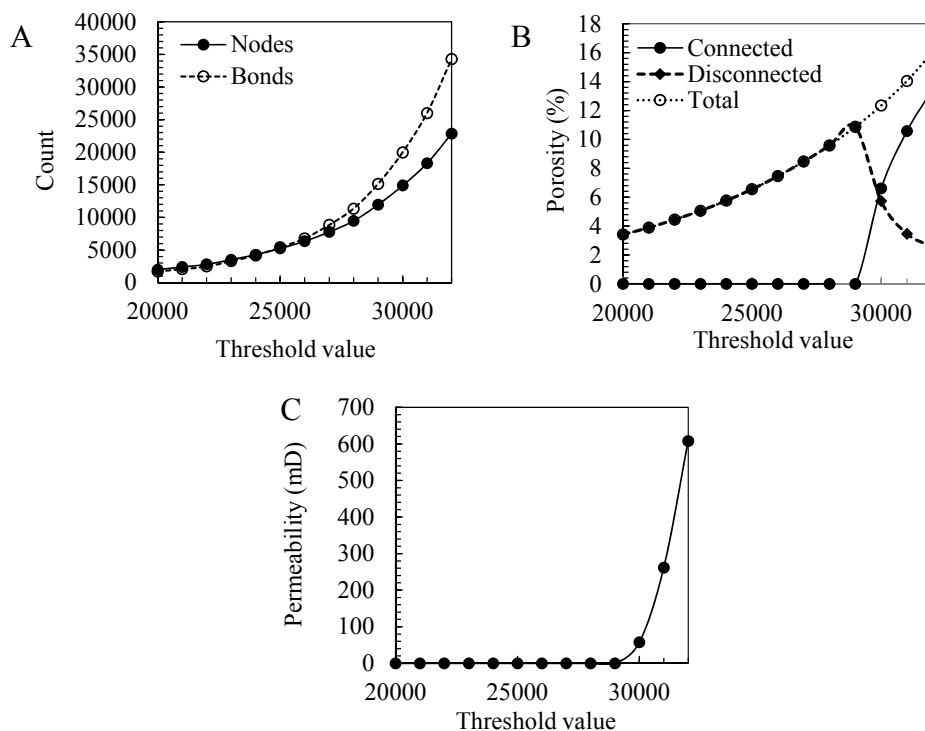 A
40000
35000
30000
25000
20000
15000
10000
5000
0
Count
Nodes
Bonds
20000 25000 30000
Threshold value
B
18
16
14
12
10
8
6
4
2
0
Porosity (%)
Connected
Disconnected
Total
20000 25000 30000
Threshold value
C
700
600
500
400
300
200
100
0
Permeability (mD)
20000 25000 30000
Threshold value